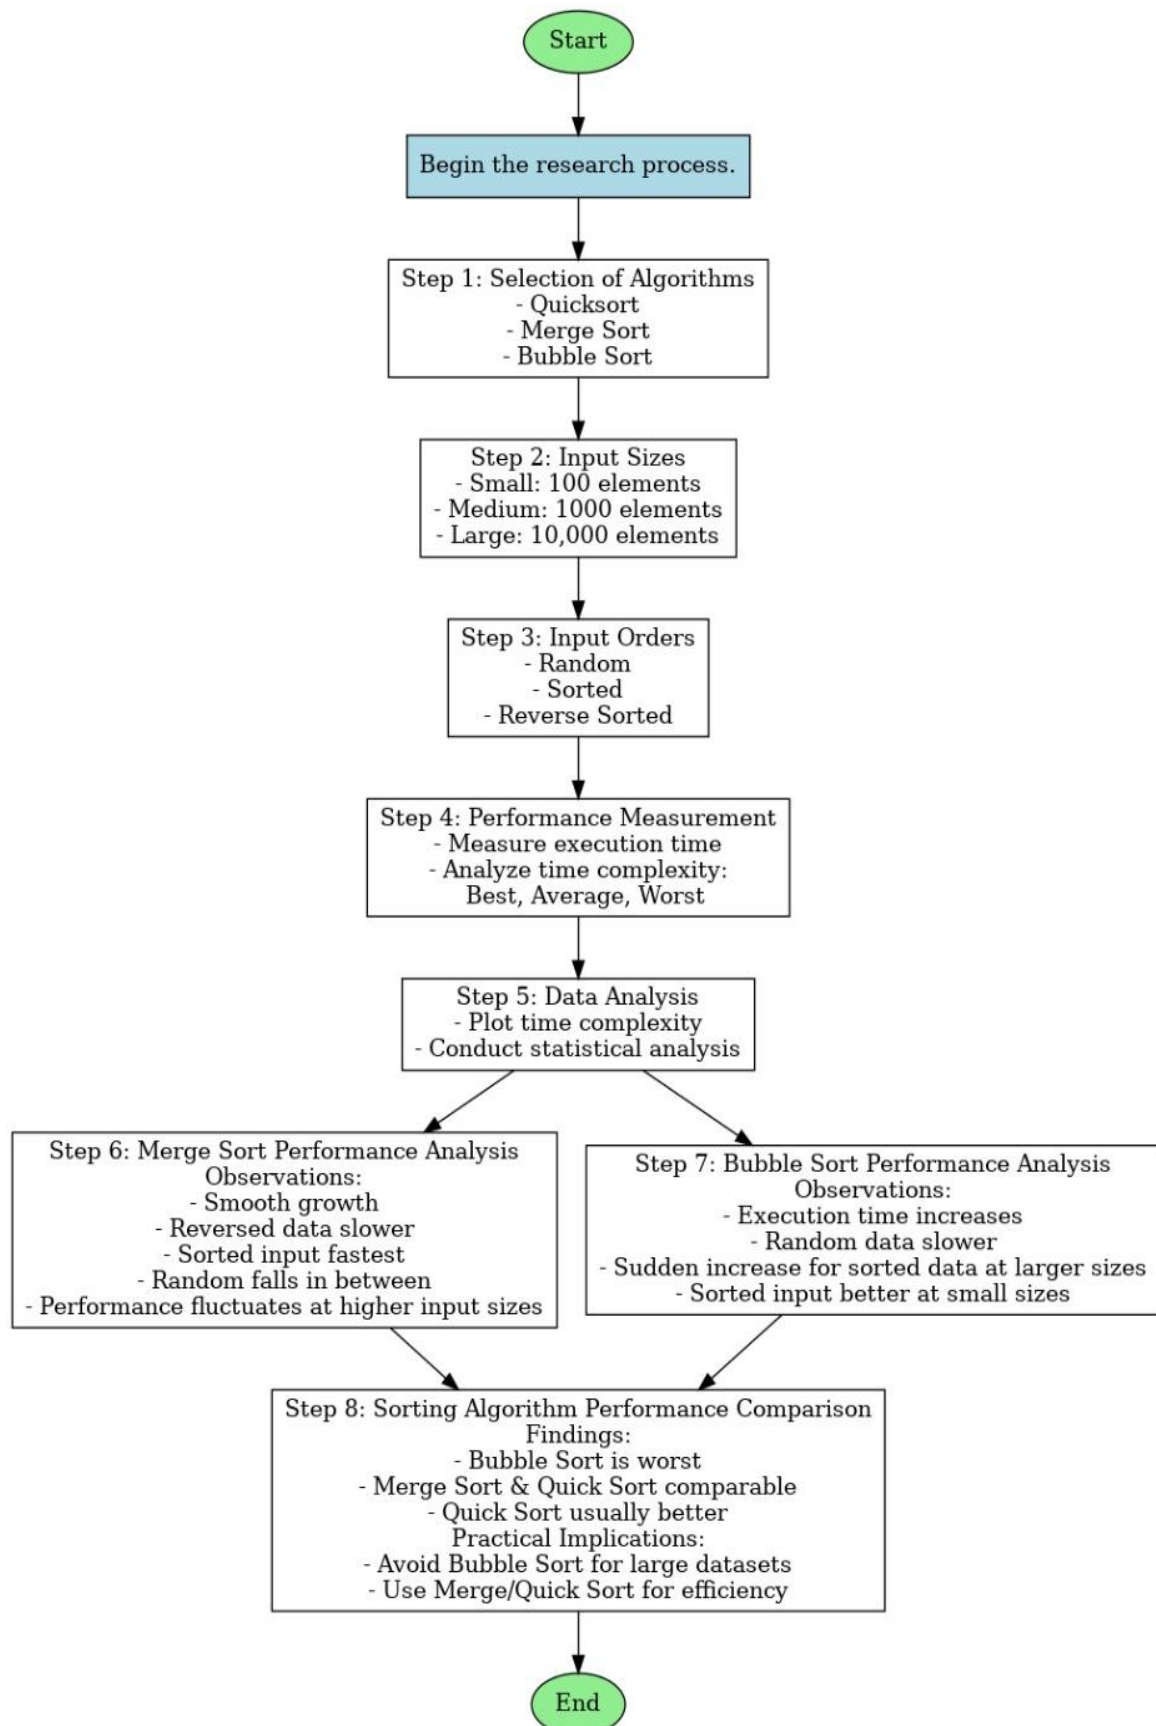 Start
Begin the research process.
Step 1: Selection of Algorithms
- Quicksort
- Merge Sort
- Bubble Sort
Step 2: Input Sizes
- Small: 100 elements
- Medium: 1000 elements
- Large: 10,000 elements
Step 3: Input Orders
- Random
- Sorted
- Reverse Sorted
Step 4: Performance Measurement
- Measure execution time
- Analyze time complexity:
Best, Average, Worst
Step 5: Data Analysis
- Plot time complexity
- Conduct statistical analysis
Step 6: Merge Sort Performance Analysis
Observations:
- Smooth growth
- Reversed data slower
- Sorted input fastest
- Random falls in between
- Performance fluctuates at higher input sizes
Step 7: Bubble Sort Performance Analysis
Observations:
- Execution time increases
- Random data slower
- Sudden increase for sorted data at larger sizes
- Sorted input better at small sizes
Step 8: Sorting Algorithm Performance Comparison
Findings:
- Bubble Sort is worst
- Merge Sort & Quick Sort comparable
- Quick Sort usually better
Practical Implications:
- Avoid Bubble Sort for large datasets
- Use Merge/Quick Sort for efficiency
End